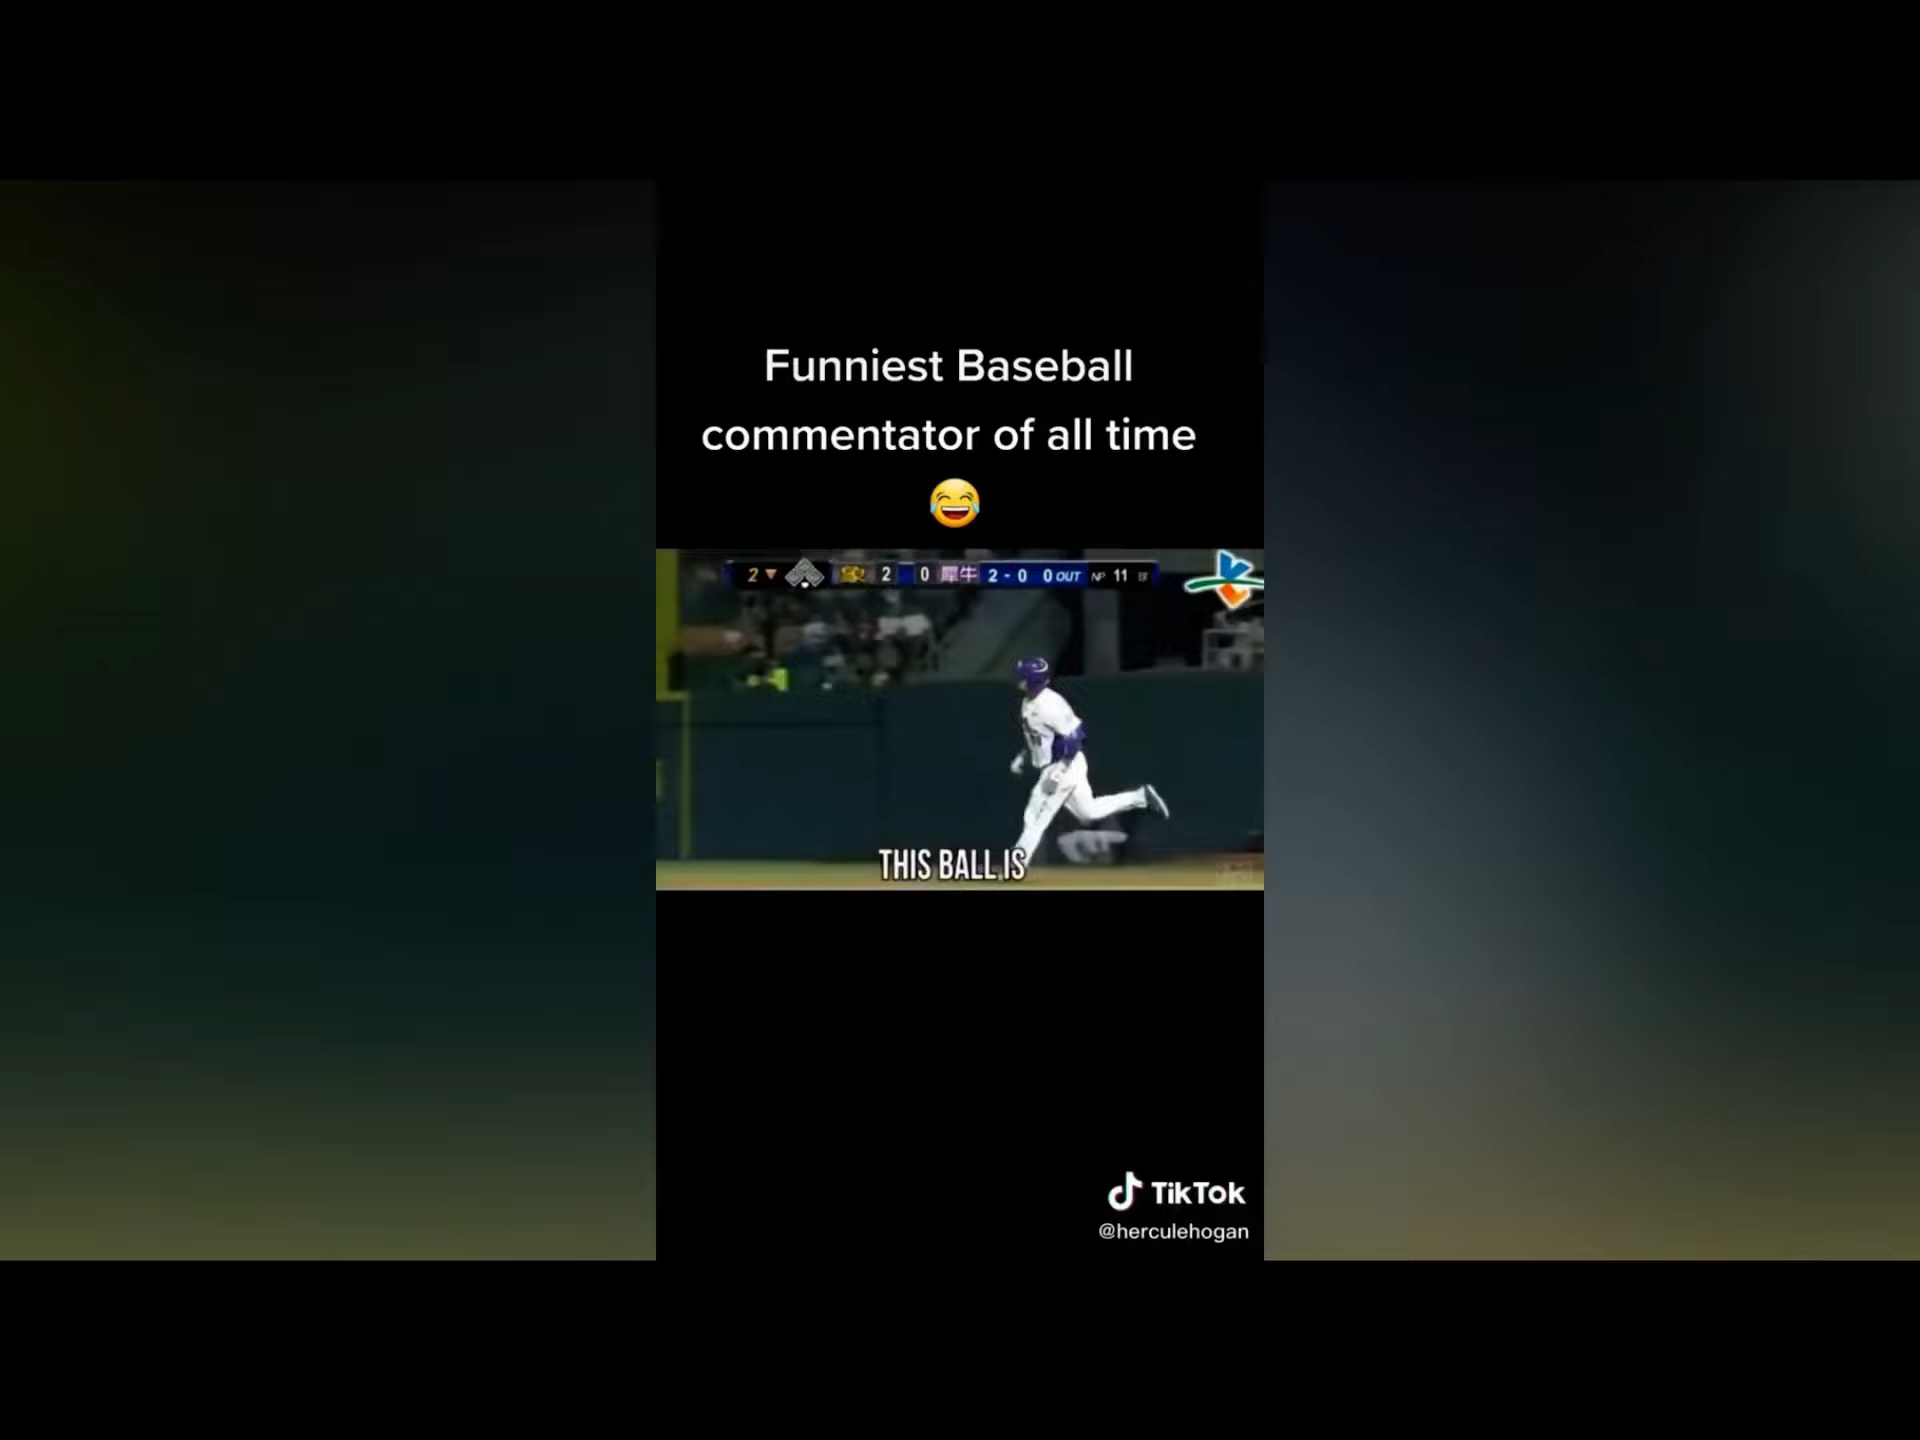 Funniest Baseball
commentator of all time
😂
2 ▼ 2 0 犀牛 2 - 0 0 OUT NP 11
THIS BALL IS
TikTok
@herculehogan